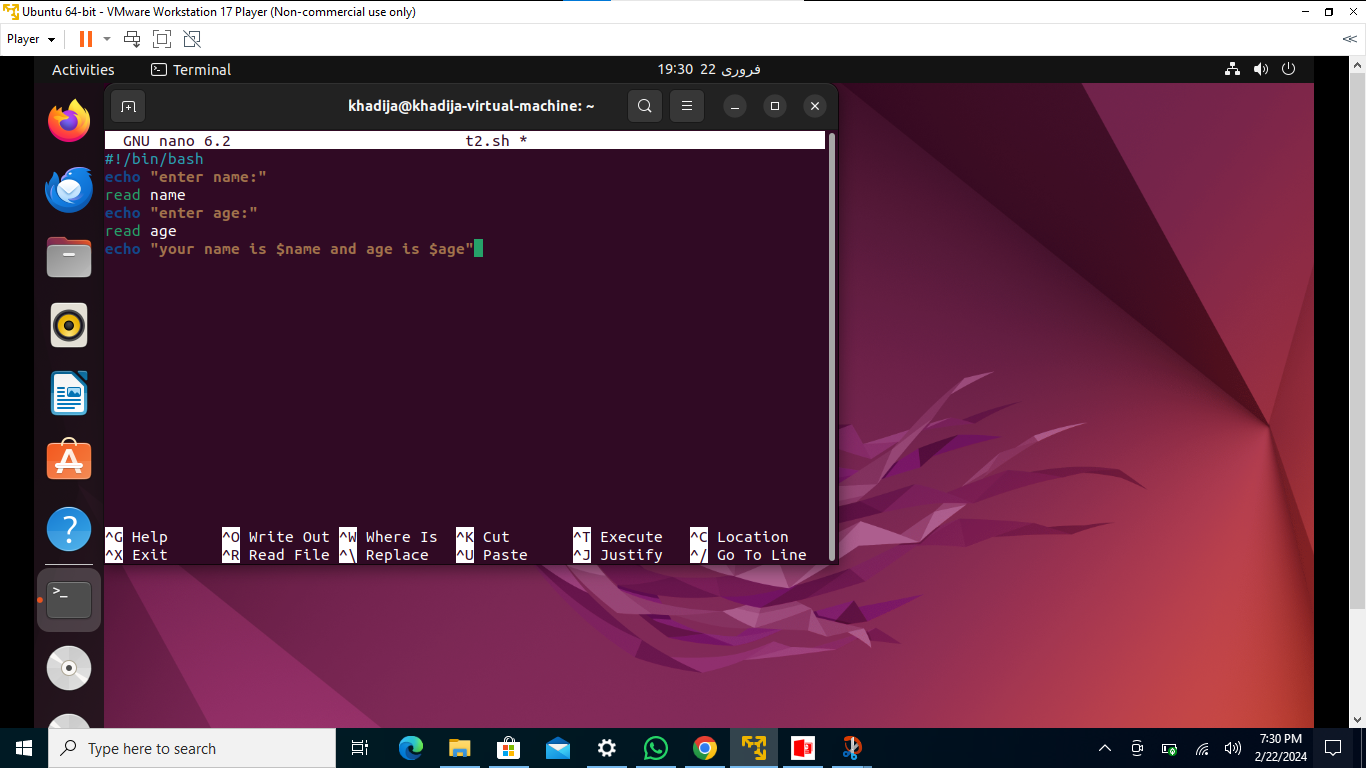 Ubuntu 64-bit - VMware Workstation 17 Player (Non-commercial use only)
Player
Activities
Terminal
19:30 22 فروری
khadija@khadija-virtual-machine: ~
GNU nano 6.2 t2.sh *
#!/bin/bash
echo "enter name:"
read name
echo "enter age:"
read age
echo "your name is $name and age is $age"
^G Help ^O Write Out ^W Where Is ^K Cut ^T Execute ^C Location
^X Exit ^R Read File ^\ Replace ^U Paste ^J Justify ^/ Go To Line
>_
Type here to search
7:30 PM
2/22/2024